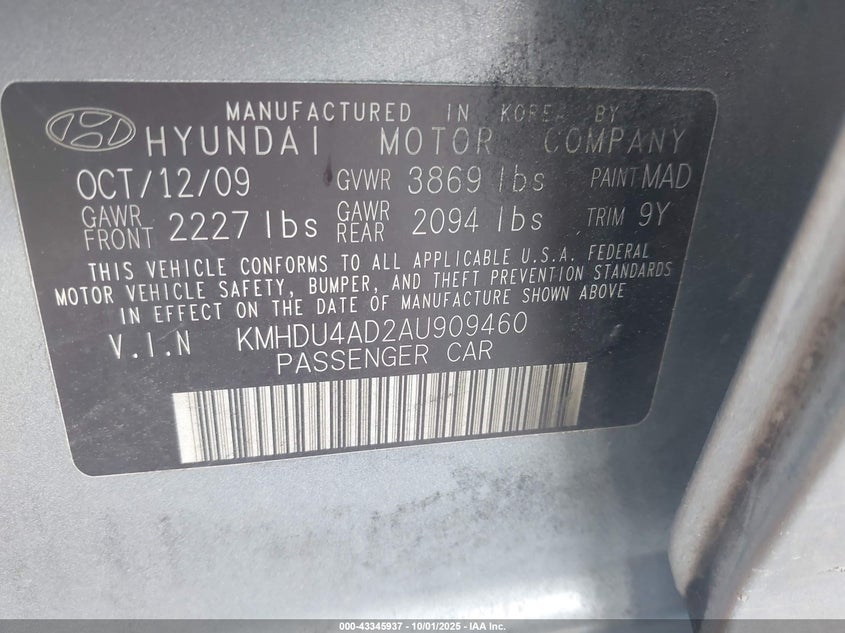 MANUFACTURED IN KOREA BY
HYUNDAI MOTOR COMPANY
OCT/12/09 GVWR 3869 lbs PAINT MAD
GAWR FRONT 2227 lbs GAWR REAR 2094 lbs TRIM 9Y
THIS VEHICLE CONFORMS TO ALL APPLICABLE U.S.A. FEDERAL
MOTOR VEHICLE SAFETY, BUMPER, AND THEFT PREVENTION STANDARDS
IN EFFECT ON THE DATE OF MANUFACTURE SHOWN ABOVE
V.I.N KMHDU4AD2AU909460
PASSENGER CAR
000-43345937 - 10/01/2025 - IAA Inc.